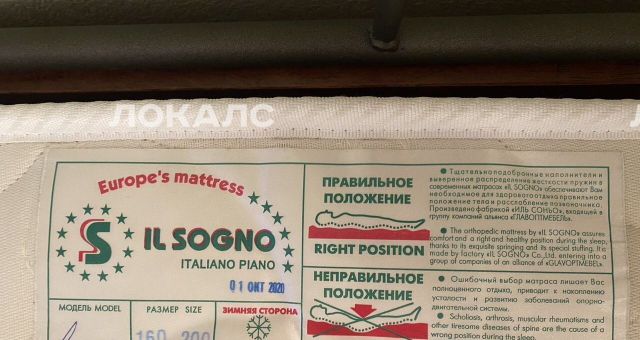 ЛОКАЛС
Europe's mattress
IL SOGNO
ITALIANO PIANO
01 ОКТ 2020
МОДЕЛЬ MODEL
РАЗМЕР SIZE
160 200
ЗИМНЯЯ СТОРОНА
ПРАВИЛЬНОЕ
ПОЛОЖЕНИЕ
RIGHT POSITION
НЕПРАВИЛЬНОЕ
ПОЛОЖЕНИЕ
● Тщательно подобранные наполнители и
выверенное распределение жесткости пружин в
современных матрасах «IL SOGNO» обеспечивают Вам
необходимое для здорового отдыха правильное
положение тела и расслабление позвоночника.
Произведено фабрикой «ИЛЬ СОНЬО», входящей в
группу компаний альянса «ГЛАВОПТМЕБЕЛЬ».
● The orthopedic mattress by «IL SOGNO» assures
comfort and a right and healthy position during the sleep,
thanks to its exquisite springing and its special stuffing. It is
made by factory «IL SOGNO» Co., Ltd. entering into a
group of companies of an alliance of «GLAVOPTMEBEL».
● Ошибочный выбор матраса лишает Вас
полноценного отдыха, приводит к накоплению
усталости и развитию заболеваний опорно-
двигательной системы.
● Scholiosis, arthrosis, muscular rheumatisms and
other tiresome diseases of spine are the cause of a
wrong position during the sleep.